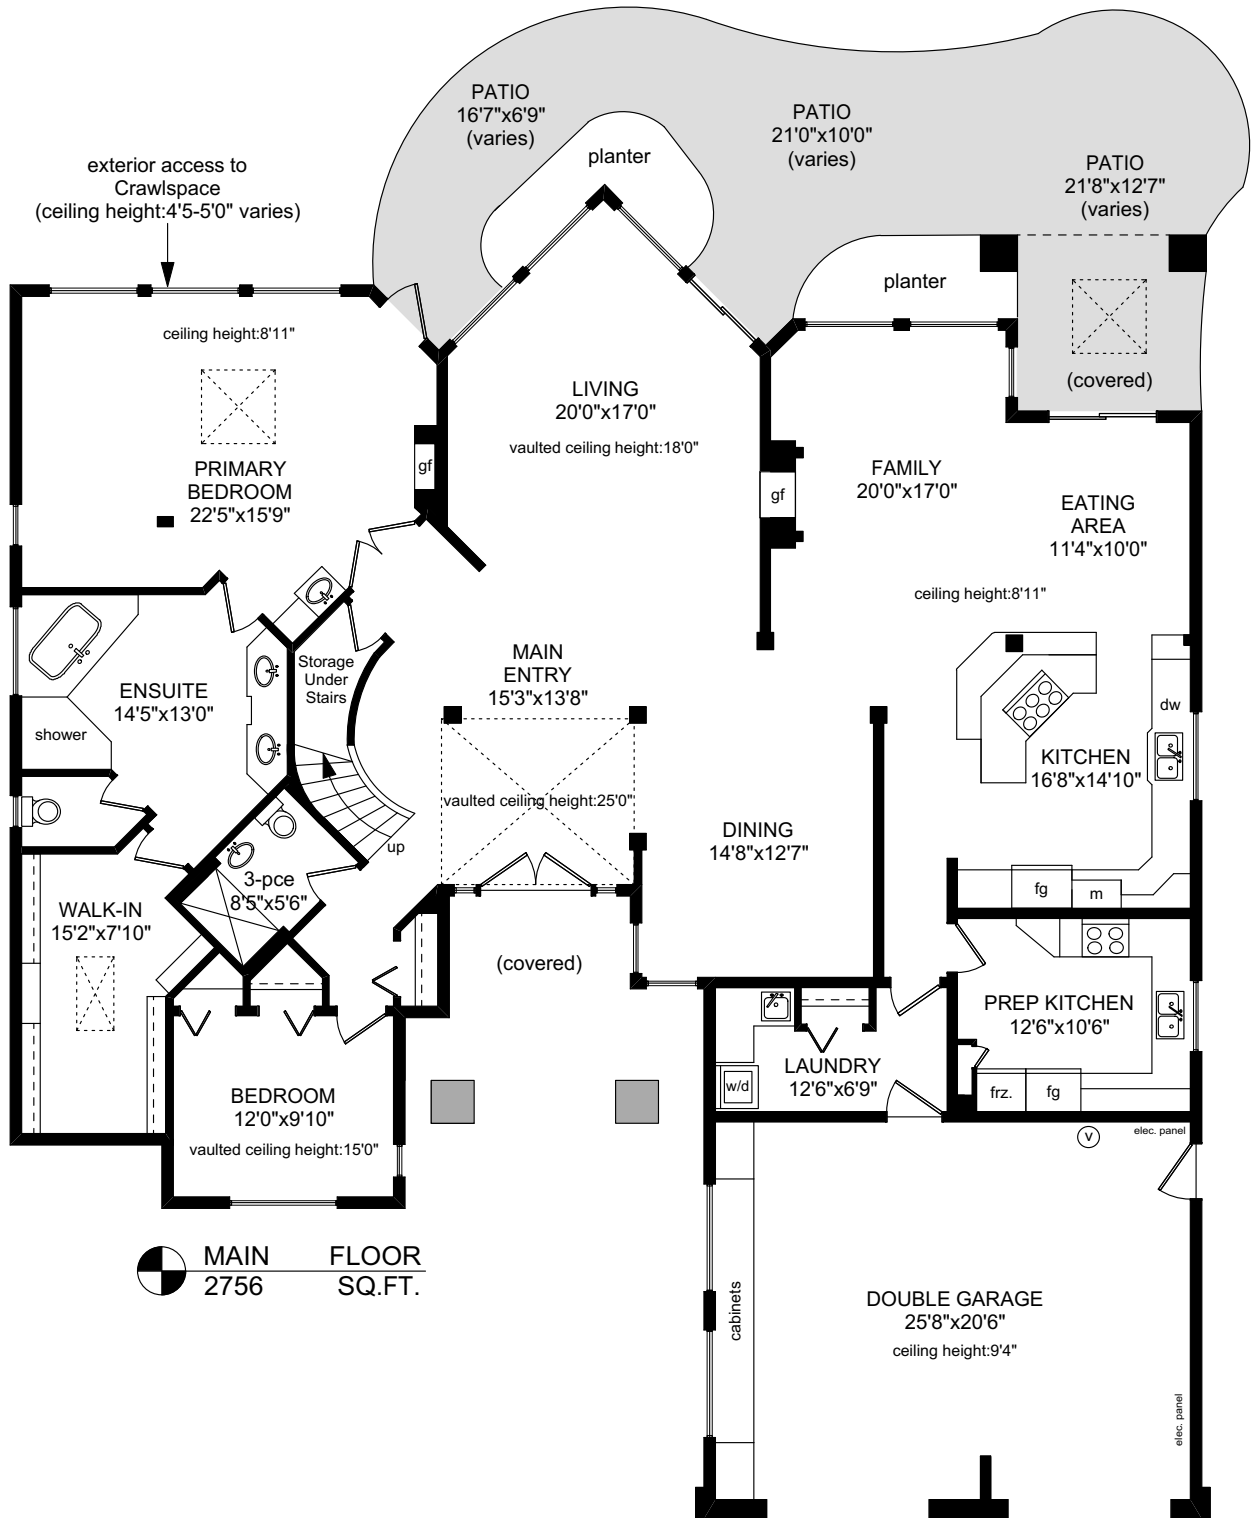 PATIO
16'7"x6'9"
(varies)
PATIO
21'0"x10'0"
(varies)
planter
PATIO
21'8"x12'7"
(varies)
exterior access to
Crawlspace
(ceiling height:4'5-5'0" varies)
planter
(covered)
ceiling height:8'11"
LIVING
20'0"x17'0"
vaulted ceiling height:18'0"
PRIMARY
BEDROOM
22'5"x15'9"
gf
gf
FAMILY
20'0"x17'0"
EATING
AREA
11'4"x10'0"
ceiling height:8'11"
Storage
Under
Stairs
MAIN
ENTRY
15'3"x13'8"
ENSUITE
14'5"x13'0"
shower
dw
KITCHEN
16'8"x14'10"
vaulted ceiling height:25'0"
up
DINING
14'8"x12'7"
3-pce
8'5"x5'6"
fg
m
WALK-IN
15'2"x7'10"
(covered)
PREP KITCHEN
12'6"x10'6"
LAUNDRY
12'6"x6'9"
w/d
frz.
fg
BEDROOM
12'0"x9'10"
vaulted ceiling height:15'0"
V
elec. panel
MAIN FLOOR
2756 SQ.FT.
cabinets
DOUBLE GARAGE
25'8"x20'6"
ceiling height:9'4"
elec. panel